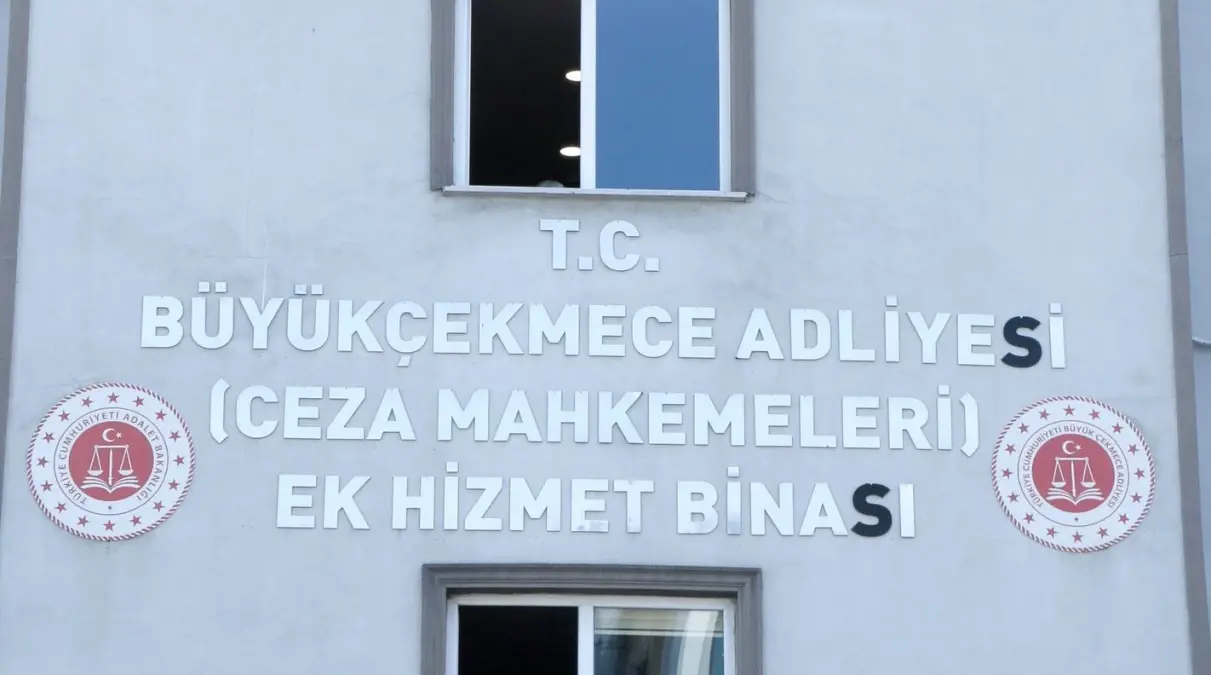 T.C.
BÜYÜKÇEKMECE ADLİYESİ
(CEZA MAHKEMELERİ)
EK HİZMET BİNASI
TÜRKİYE CUMHURİYETİ ADALET BAKANLIĞI
TÜRKİYE CUMHURİYETİ BÜYÜK ÇEKMECE ADLİYESİ